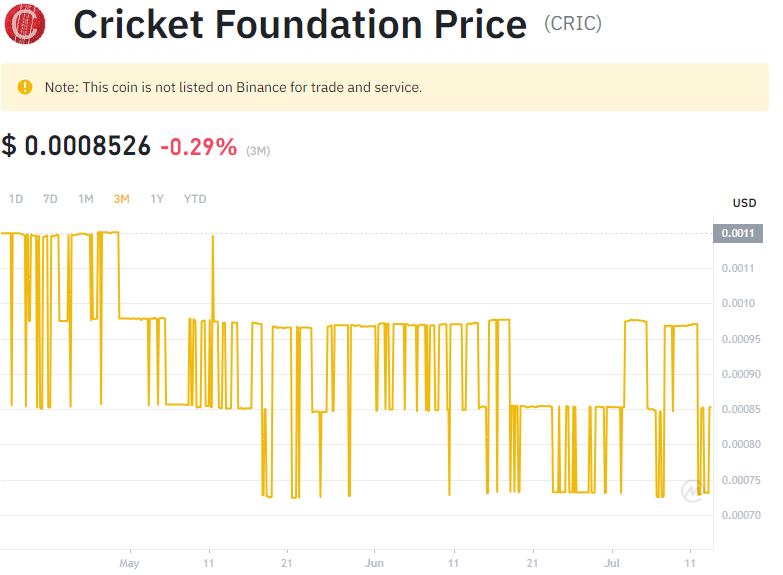 Cricket Foundation Price (CRIC)
Note: This coin is not listed on Binance for trade and service.
$ 0.0008526 -0.29% (3M)
1D 7D 1M 3M 1Y YTD
USD
0.0011
0.0011
0.0010
0.00095
0.00090
0.00085
0.00080
0.00075
0.00070
May 11 21 Jun 11 21 Jul 11